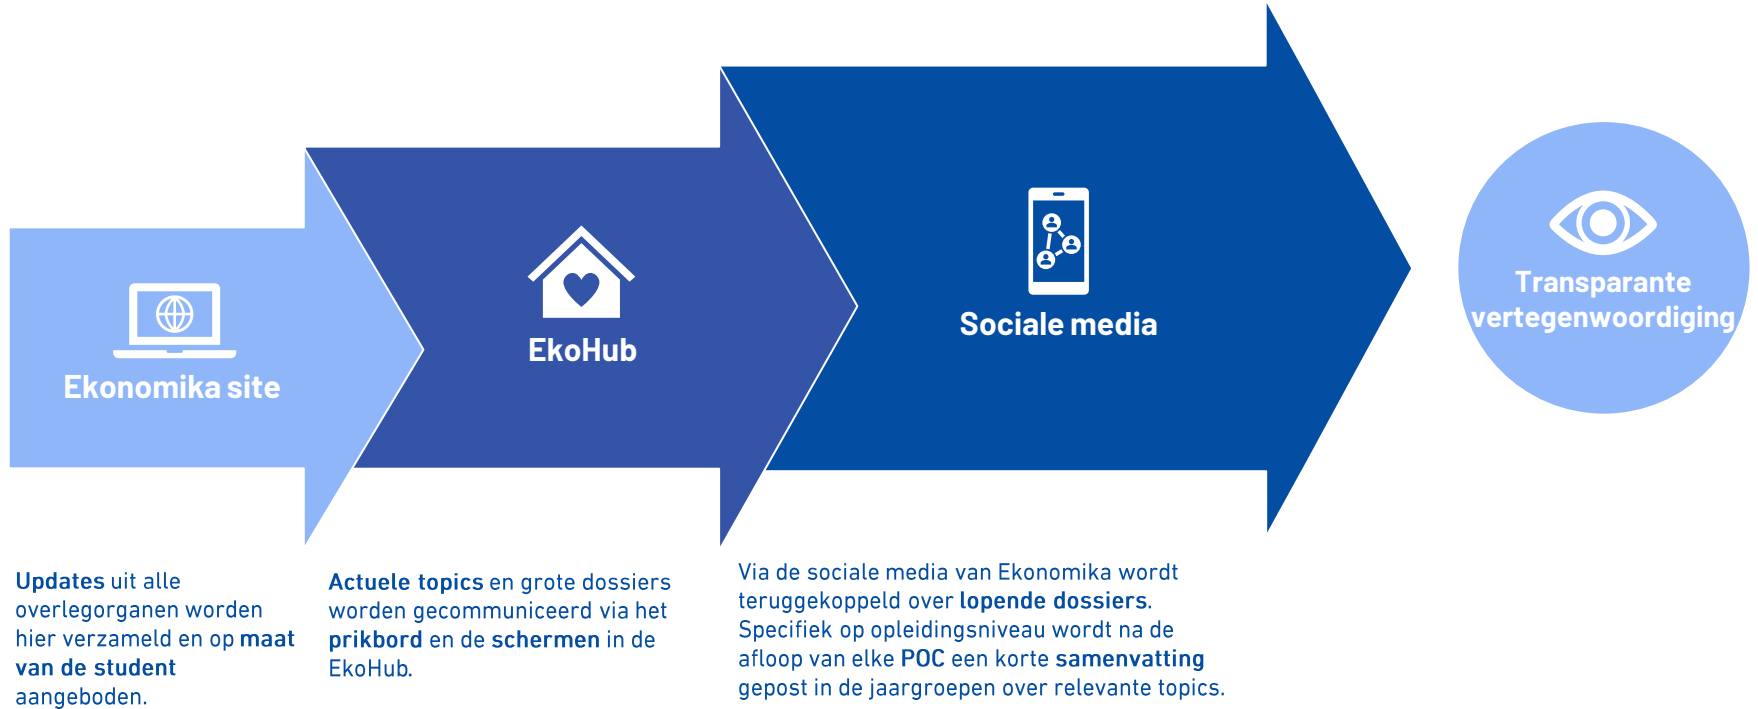 Ekonomika site
EkoHub
Sociale media
Transparante
vertegenwoordiging
Updates uit alle
overlegorganen worden
hier verzameld en op maat
van de student
aangeboden.
Actuele topics en grote dossiers
worden gecommuniceerd via het
prikbord en de schermen in de
EkoHub.
Via de sociale media van Ekonomika wordt
teruggekoppeld over lopende dossiers.
Specifiek op opleidingsniveau wordt na de
afloop van elke POC een korte samenvatting
gepost in de jaargroepen over relevante topics.